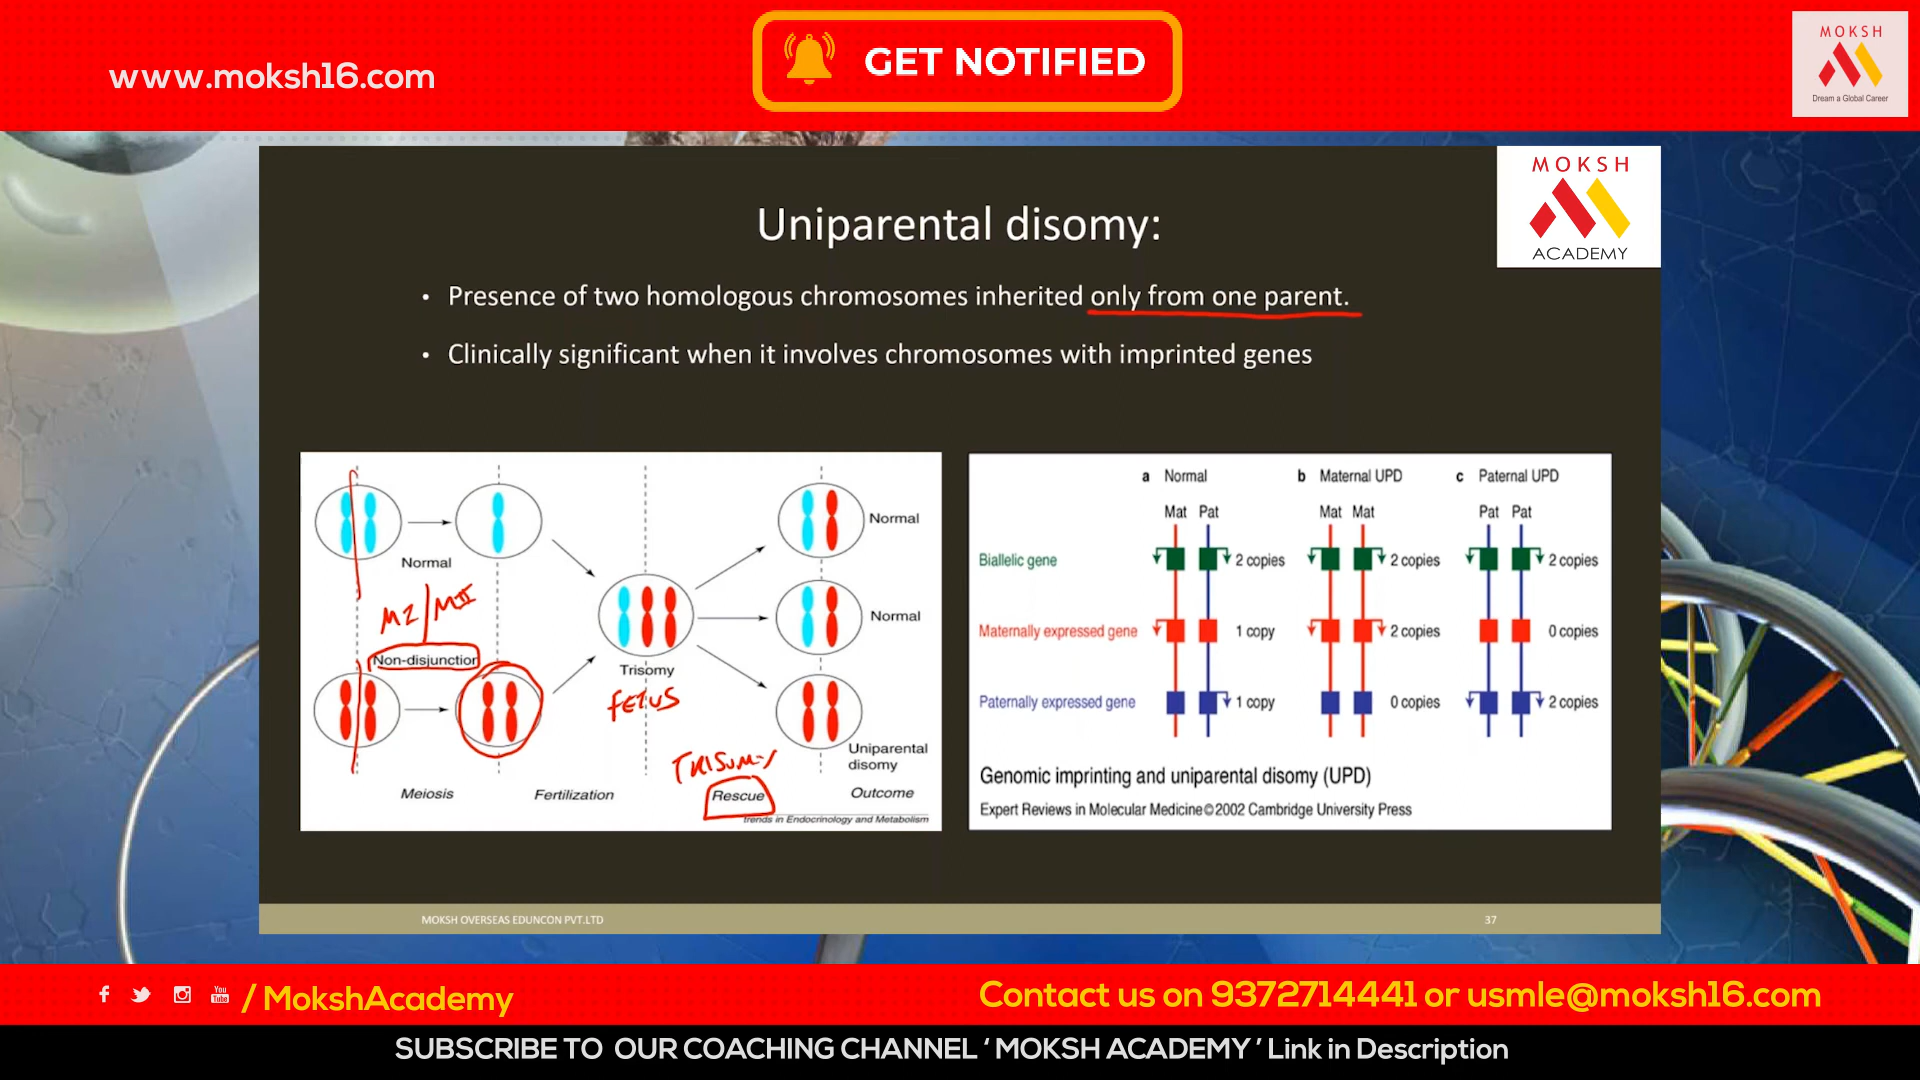 www.moksh16.com
GET NOTIFIED
MOKSH
Dream a Global Career
MOKSH
ACADEMY
Uniparental disomy:
• Presence of two homologous chromosomes inherited only from one parent.
• Clinically significant when it involves chromosomes with imprinted genes
Normal
Normal
MI/MII
Non-disjunction
Trisomy
FETUS
Normal
Uniparental
disomy
TRISOMY
Meiosis
Fertilization
Rescue
Outcome
trends in Endocrinology and Metabolism
a Normal
b Maternal UPD
c Paternal UPD
Mat Pat
Mat Mat
Pat Pat
Biallelic gene
2 copies
2 copies
2 copies
Maternally expressed gene
1 copy
2 copies
0 copies
Paternally expressed gene
1 copy
0 copies
2 copies
Genomic imprinting and uniparental disomy (UPD)
Expert Reviews in Molecular Medicine©2002 Cambridge University Press
MOKSH OVERSEAS EDUCON PVT.LTD
37
You
Tube
/ MokshAcademy
Contact us on 9372714441 or usmle@moksh16.com
SUBSCRIBE TO OUR COACHING CHANNEL ‘ MOKSH ACADEMY ’ Link in Description